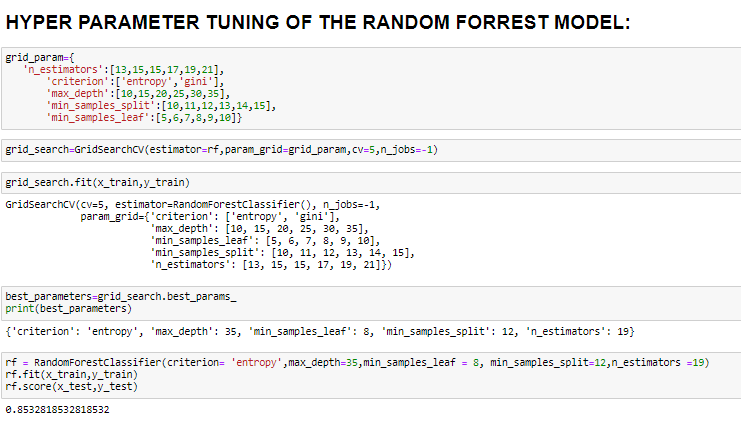 HYPER PARAMETER TUNING OF THE RANDOM FORREST MODEL:
grid_param={
'n_estimators':[13,15,15,17,19,21],
'criterion':['entropy','gini'],
'max_depth':[10,15,20,25,30,35],
'min_samples_split':[10,11,12,13,14,15],
'min_samples_leaf':[5,6,7,8,9,10]}
grid_search=GridSearchCV(estimator=rf,param_grid=grid_param,cv=5,n_jobs=-1)
grid_search.fit(x_train,y_train)
GridSearchCV(cv=5, estimator=RandomForestClassifier(), n_jobs=-1,
param_grid={'criterion': ['entropy', 'gini'],
'max_depth': [10, 15, 20, 25, 30, 35],
'min_samples_leaf': [5, 6, 7, 8, 9, 10],
'min_samples_split': [10, 11, 12, 13, 14, 15],
'n_estimators': [13, 15, 15, 17, 19, 21]})
best_parameters=grid_search.best_params_
print(best_parameters)
{'criterion': 'entropy', 'max_depth': 35, 'min_samples_leaf': 8, 'min_samples_split': 12, 'n_estimators': 19}
rf = RandomForestClassifier(criterion= 'entropy',max_depth=35,min_samples_leaf = 8, min_samples_split=12,n_estimators =19)
rf.fit(x_train,y_train)
rf.score(x_test,y_test)
0.8532818532818532